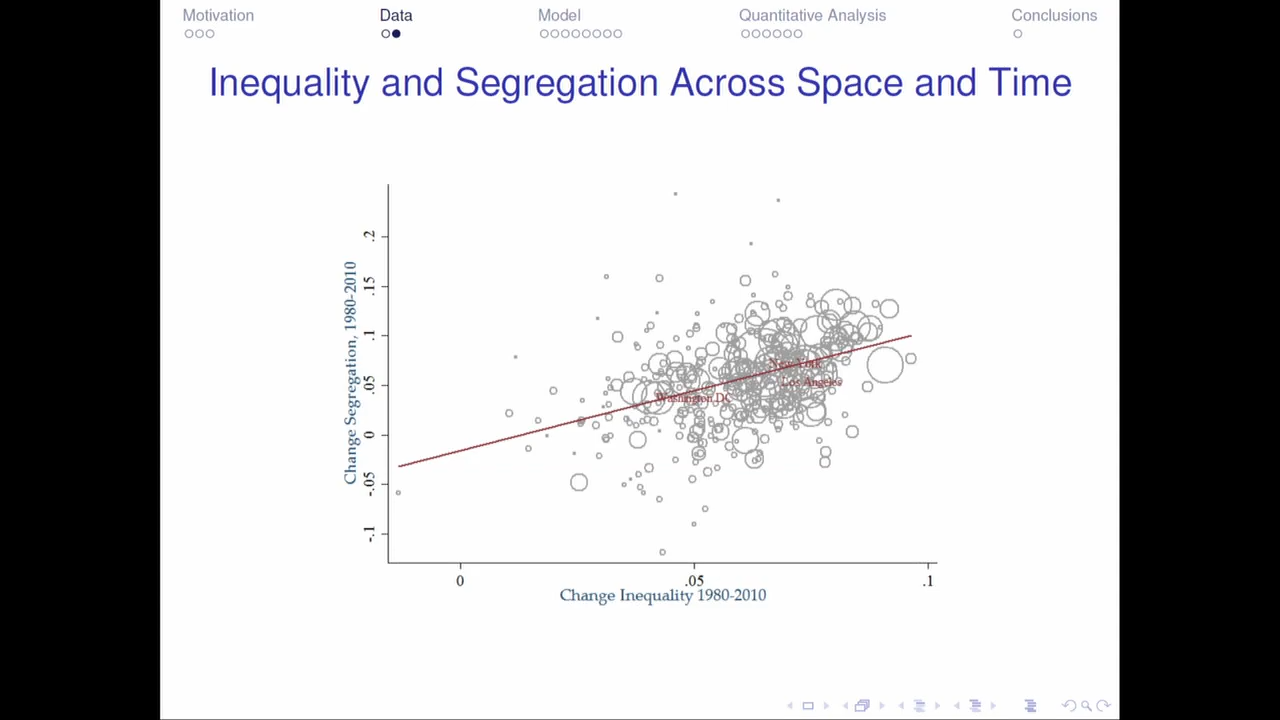 Motivation Data Model Quantitative Analysis Conclusions
Inequality and Segregation Across Space and Time
Change Segregation, 1980-2010
.2
.15
.1
.05
0
-.05
-.1
New York
Los Angeles
Washington DC
0 .05 .1
Change Inequality 1980-2010